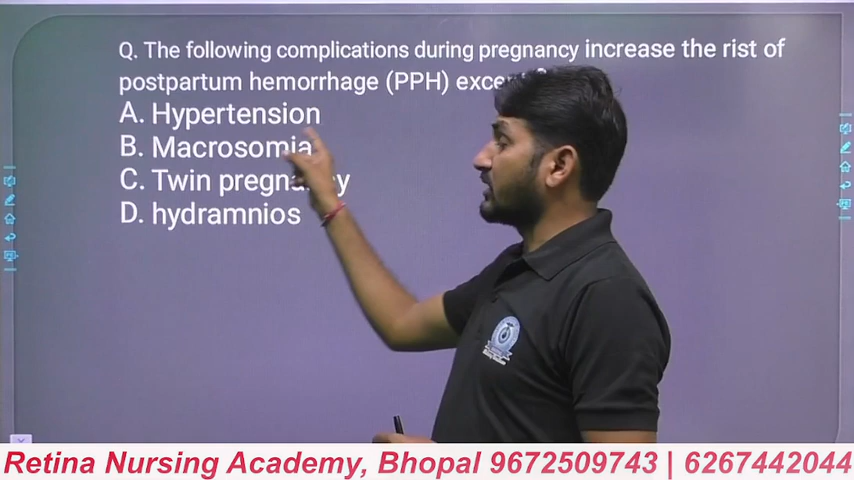 Q. The following complications during pregnancy increase the rist of
postpartum hemorrhage (PPH)
A. Hypertension
B. Macrosomia
C. Twin pregnancy
D. hydramnios
Retina Nursing Academy, Bhopal 9672509743 | 6267442044